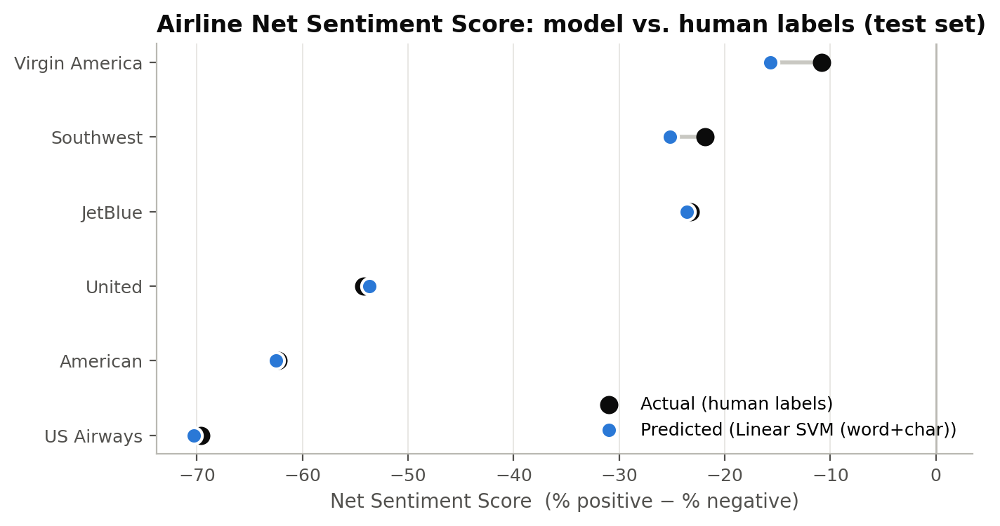 Airline Net Sentiment Score: model vs. human labels (test set)
Virgin America
Southwest
JetBlue
United
American
US Airways
Actual (human labels)
Predicted (Linear SVM (word+char))
−70 −60 −50 −40 −30 −20 −10 0
Net Sentiment Score (% positive − % negative)